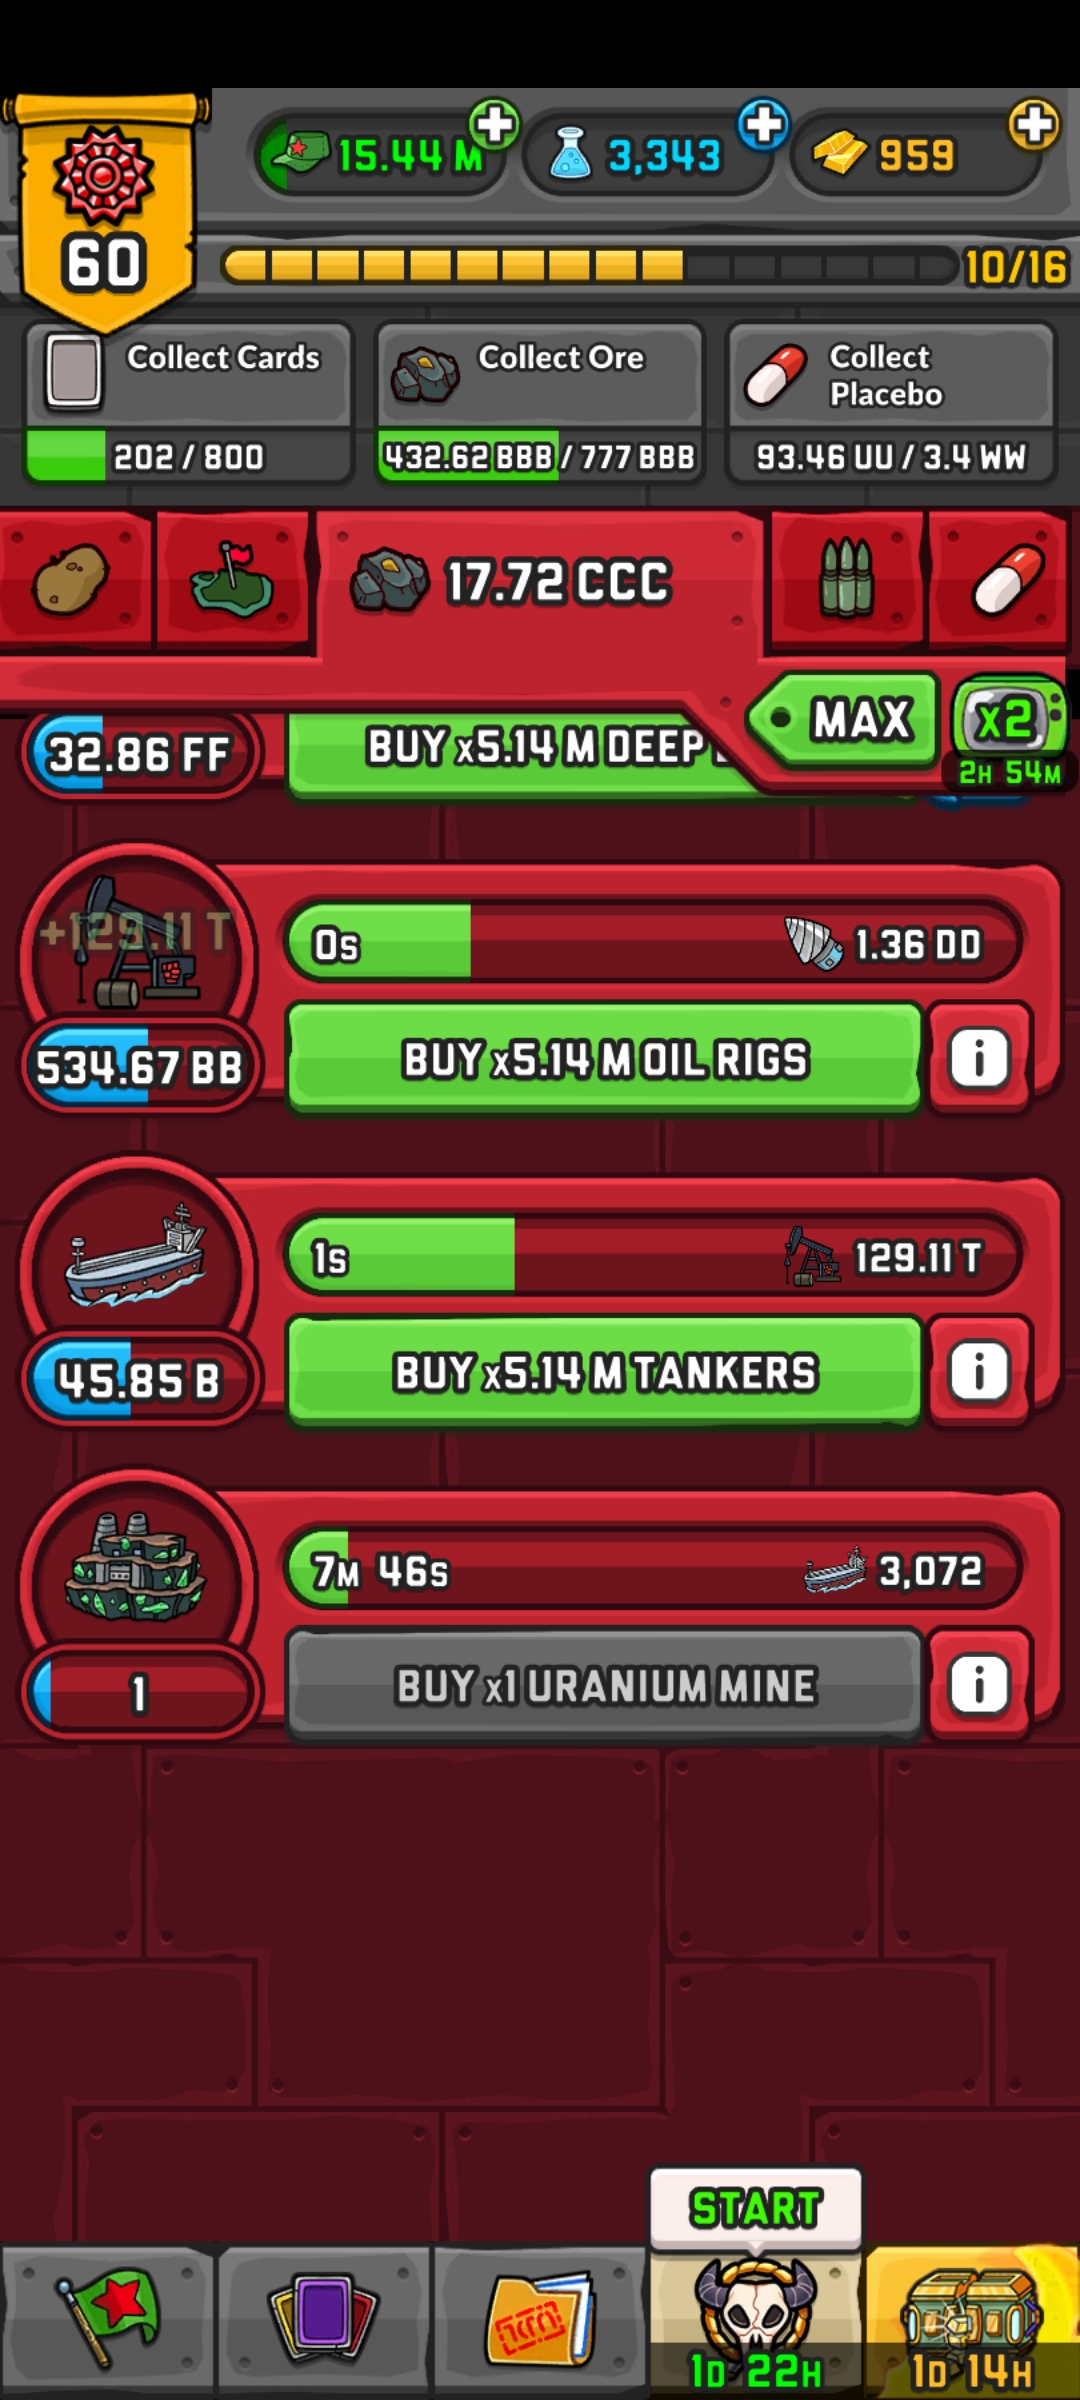 60
15.44 M
3,343
959
10/16
Collect Cards
202 / 800
Collect Ore
432.62 BBB / 777 BBB
Collect
Placebo
93.46 UU / 3.4 WW
17.72 CCC
MAX
x2
2H 54M
32.86 FF
BUY x5.14 M DEEP
+129.11 T
0s
1.36 DD
534.67 BB
BUY x5.14 M OIL RIGS
i
1s
129.11 T
45.85 B
BUY x5.14 M TANKERS
i
7M 46s
3,072
1
BUY x1 URANIUM MINE
i
START
1D 22H
1D 14H